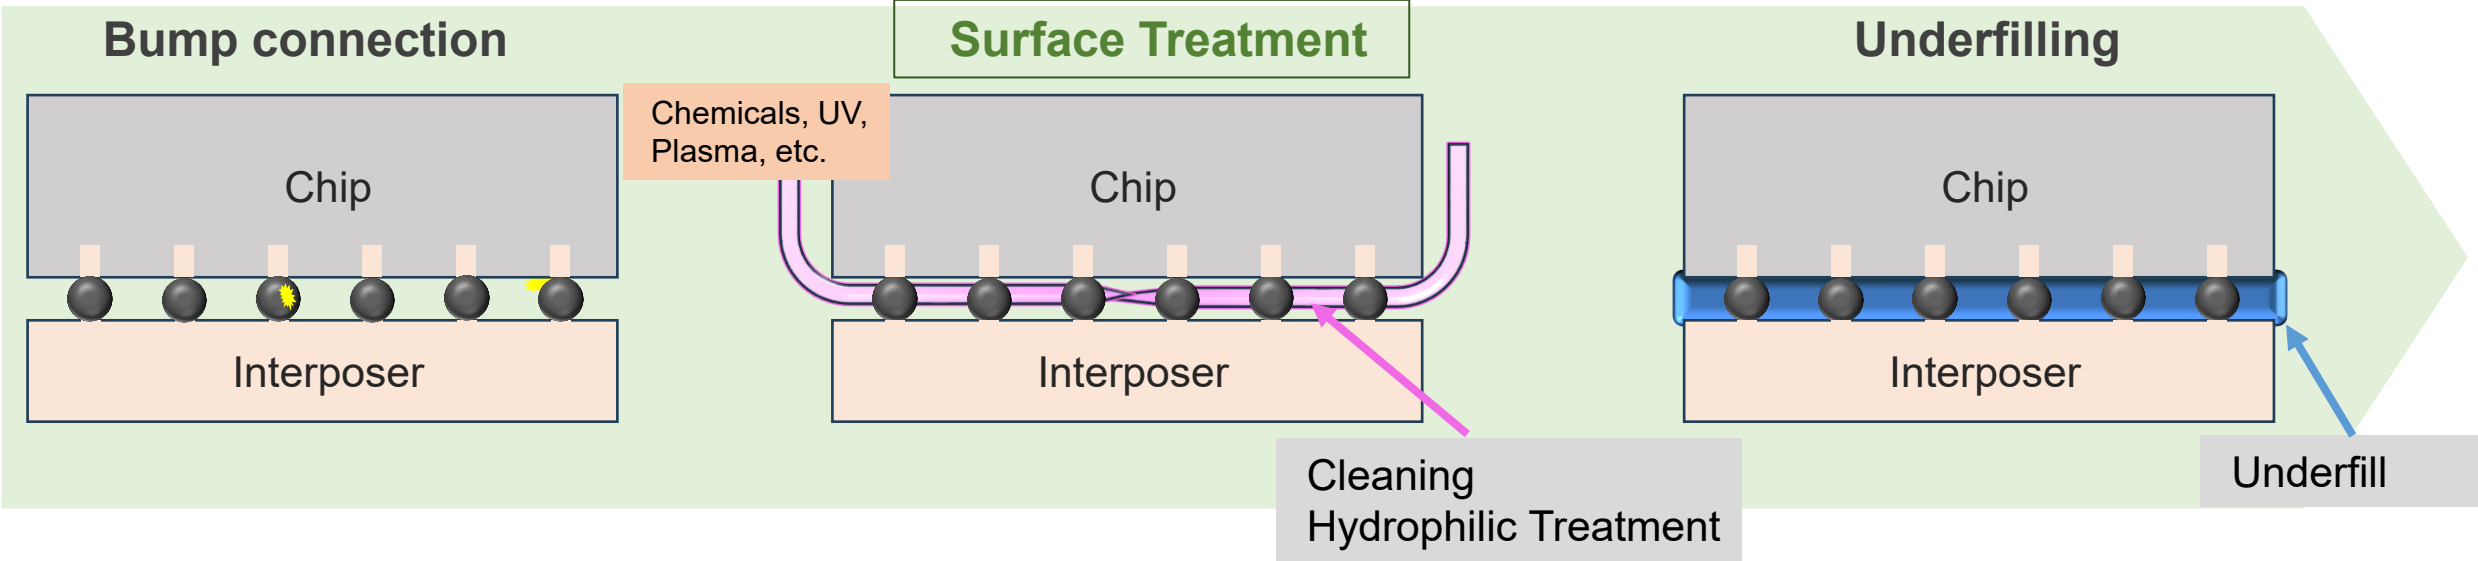 Bump connection
Surface Treatment
Underfilling
Chemicals, UV,
Plasma, etc.
Chip
Chip
Chip
Interposer
Interposer
Interposer
Cleaning
Hydrophilic Treatment
Underfill